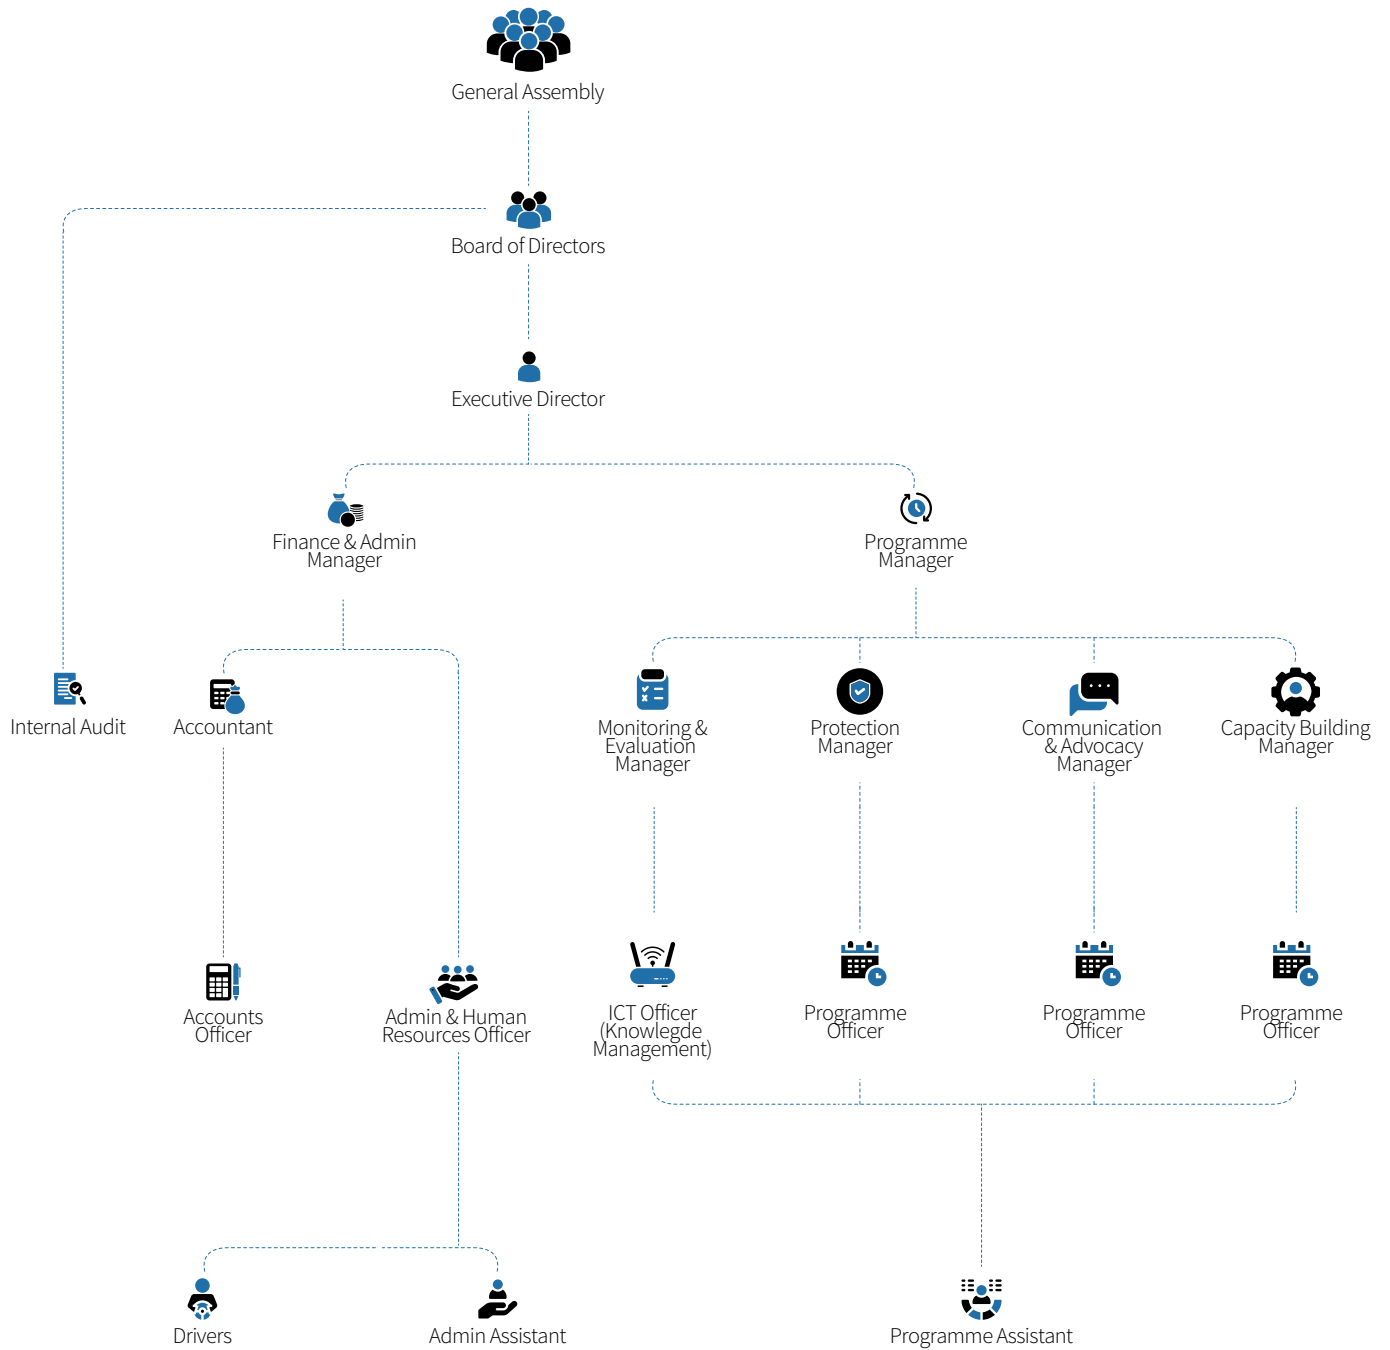 General Assembly
Board of Directors
Executive Director
Finance & Admin
Manager
Programme
Manager
Internal Audit
Accountant
Monitoring &
Evaluation
Manager
Protection
Manager
Communication
& Advocacy
Manager
Capacity Building
Manager
Accounts
Officer
Admin & Human
Resources Officer
ICT Officer
(Knowlegde
Management)
Programme
Officer
Programme
Officer
Programme
Officer
Drivers
Admin Assistant
Programme Assistant